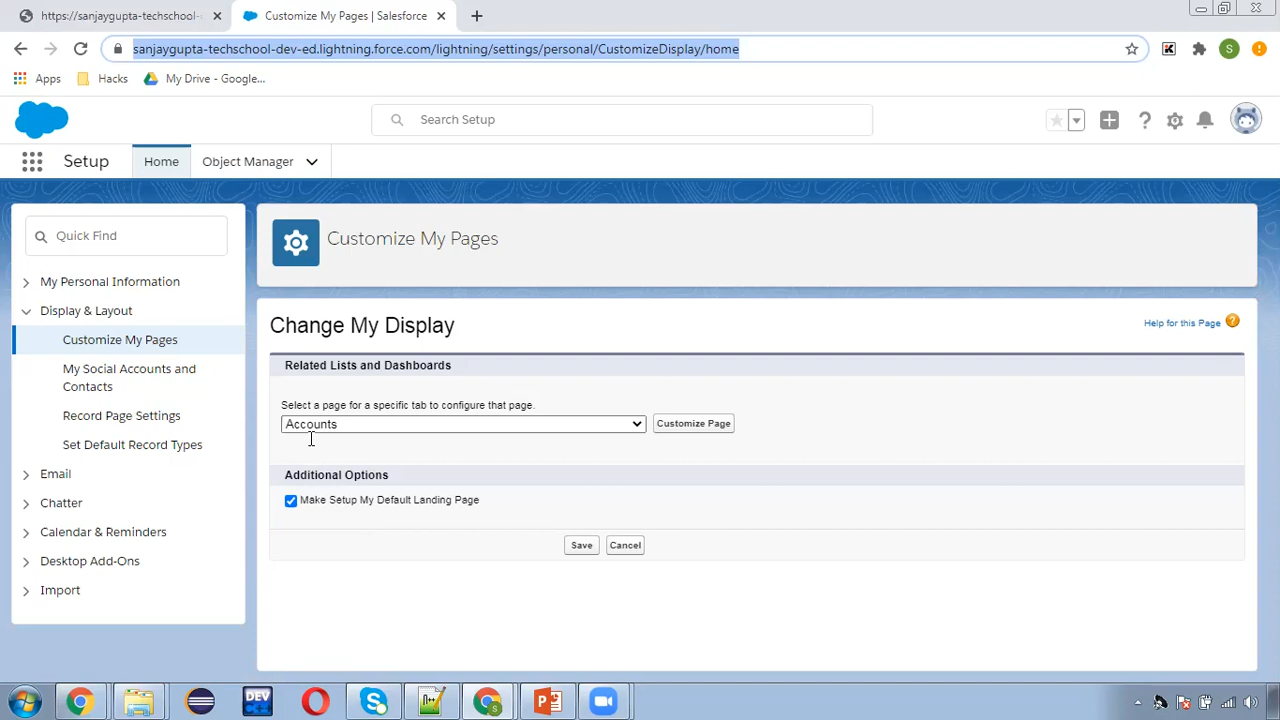 https://sanjaygupta-techschool-
Customize My Pages | Salesforce
sanjaygupta-techschool-dev-ed.lightning.force.com/lightning/settings/personal/CustomizeDisplay/home
K
S
Apps
Hacks
My Drive - Google...
Search Setup
Setup
Home
Object Manager
Quick Find
My Personal Information
Display & Layout
Customize My Pages
My Social Accounts and
Contacts
Record Page Settings
Set Default Record Types
Email
Chatter
Calendar & Reminders
Desktop Add-Ons
Import
Customize My Pages
Change My Display
Help for this Page ?
Related Lists and Dashboards
Select a page for a specific tab to configure that page.
Accounts
Customize Page
Additional Options
Make Setup My Default Landing Page
Save
Cancel
DEV
C++
S